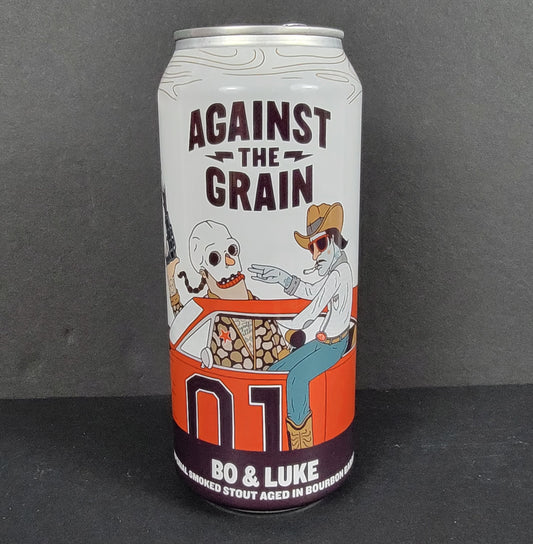 AGAINST
THE
GRAIN
01
BO & LUKE
SMOKED STOUT AGED IN BOURBON